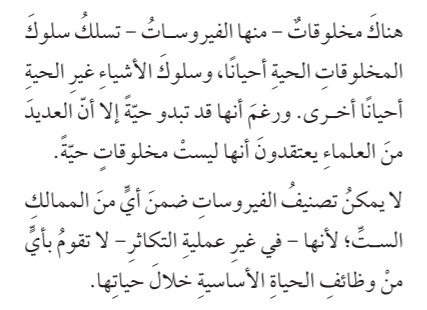 هناكَ مخلوقاتٌ – منها الفيروساتُ – تسلكُ سلوكَ
المخلوقاتِ الحيةِ أحيانًا، وسلوكَ الأشياءِ غيرِ الحيةِ
أحيانًا أخرى. ورغمَ أنها قد تبدو حيّةً إلا أنّ العديدَ
منَ العلماءِ يعتقدونَ أنها ليستْ مخلوقاتٍ حيّةً.
لا يمكنُ تصنيفُ الفيروساتِ ضمنَ أيٍّ منَ الممالكِ
الستِّ؛ لأنها – في غيرِ عمليةِ التكاثرِ – لا تقومُ بأيٍّ
منْ وظائفِ الحياةِ الأساسيةِ خلالَ حياتِها.